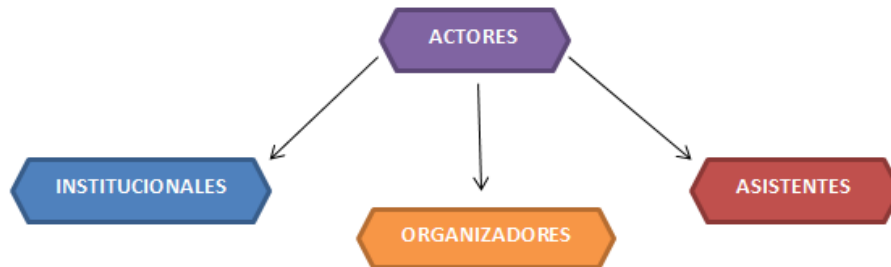 ACTORES
INSTITUCIONALES
ORGANIZADORES
ASISTENTES